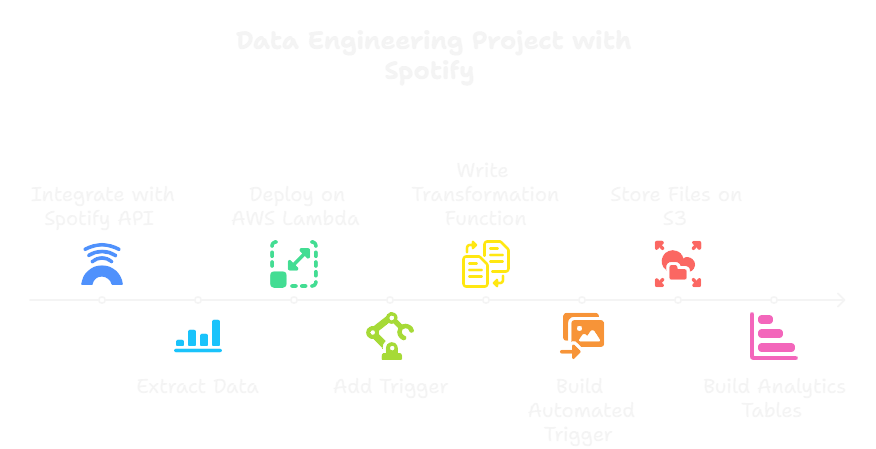 Data Engineering Project with
Spotify
Integrate with
Spotify API
Extract Data
Deploy on
AWS Lambda
Add Trigger
Write
Transformation
Function
Build
Automated
Trigger
Store Files on
S3
Build Analytics
Tables